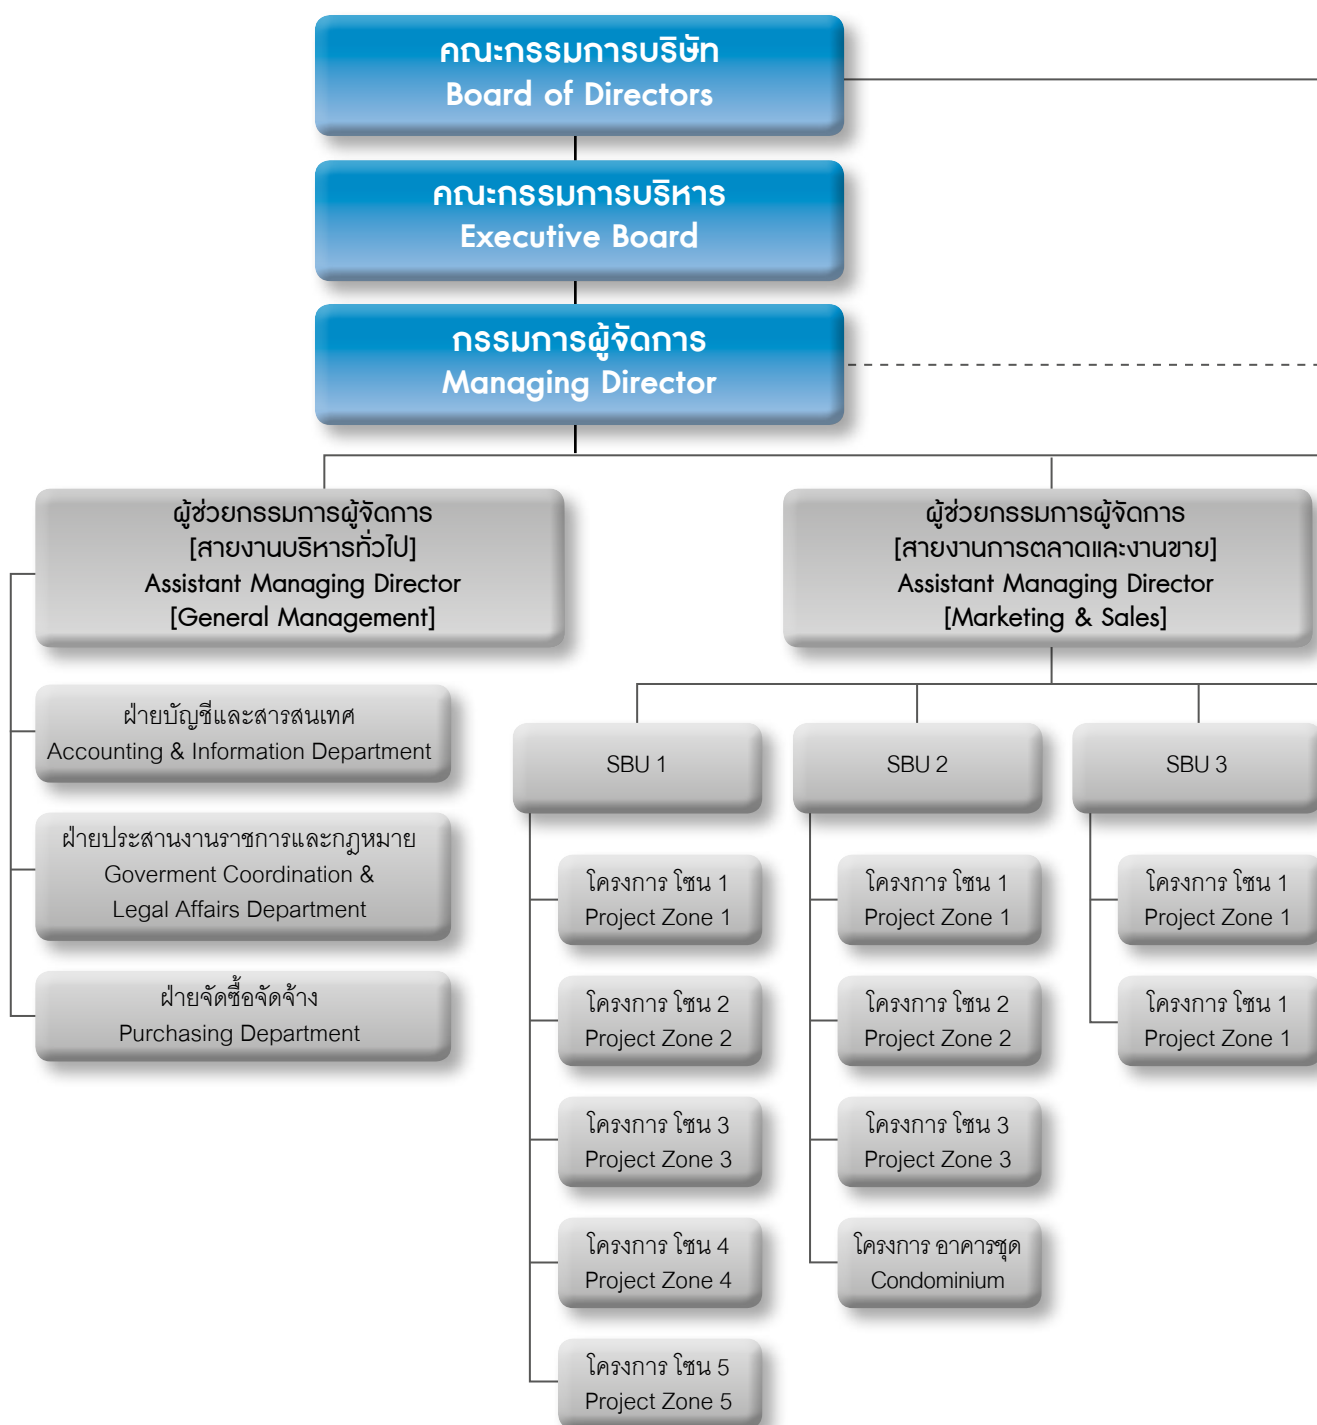 คณะกรรมการบริษัท
Board of Directors
คณะกรรมการบริหาร
Executive Board
กรรมการผู้จัดการ
Managing Director
ผู้ช่วยกรรมการผู้จัดการ
[สายงานบริหารทั่วไป]
Assistant Managing Director
[General Management]
ผู้ช่วยกรรมการผู้จัดการ
[สายงานการตลาดและงานขาย]
Assistant Managing Director
[Marketing & Sales]
ฝ่ายบัญชีและสารสนเทศ
Accounting & Information Department
ฝ่ายประสานงานราชการและกฎหมาย
Goverment Coordination &
Legal Affairs Department
ฝ่ายจัดซื้อจัดจ้าง
Purchasing Department
SBU 1
โครงการ โซน 1
Project Zone 1
โครงการ โซน 2
Project Zone 2
โครงการ โซน 3
Project Zone 3
โครงการ โซน 4
Project Zone 4
โครงการ โซน 5
Project Zone 5
SBU 2
โครงการ โซน 1
Project Zone 1
โครงการ โซน 2
Project Zone 2
โครงการ โซน 3
Project Zone 3
โครงการ อาคารชุด
Condominium
SBU 3
โครงการ โซน 1
Project Zone 1
โครงการ โซน 1
Project Zone 1